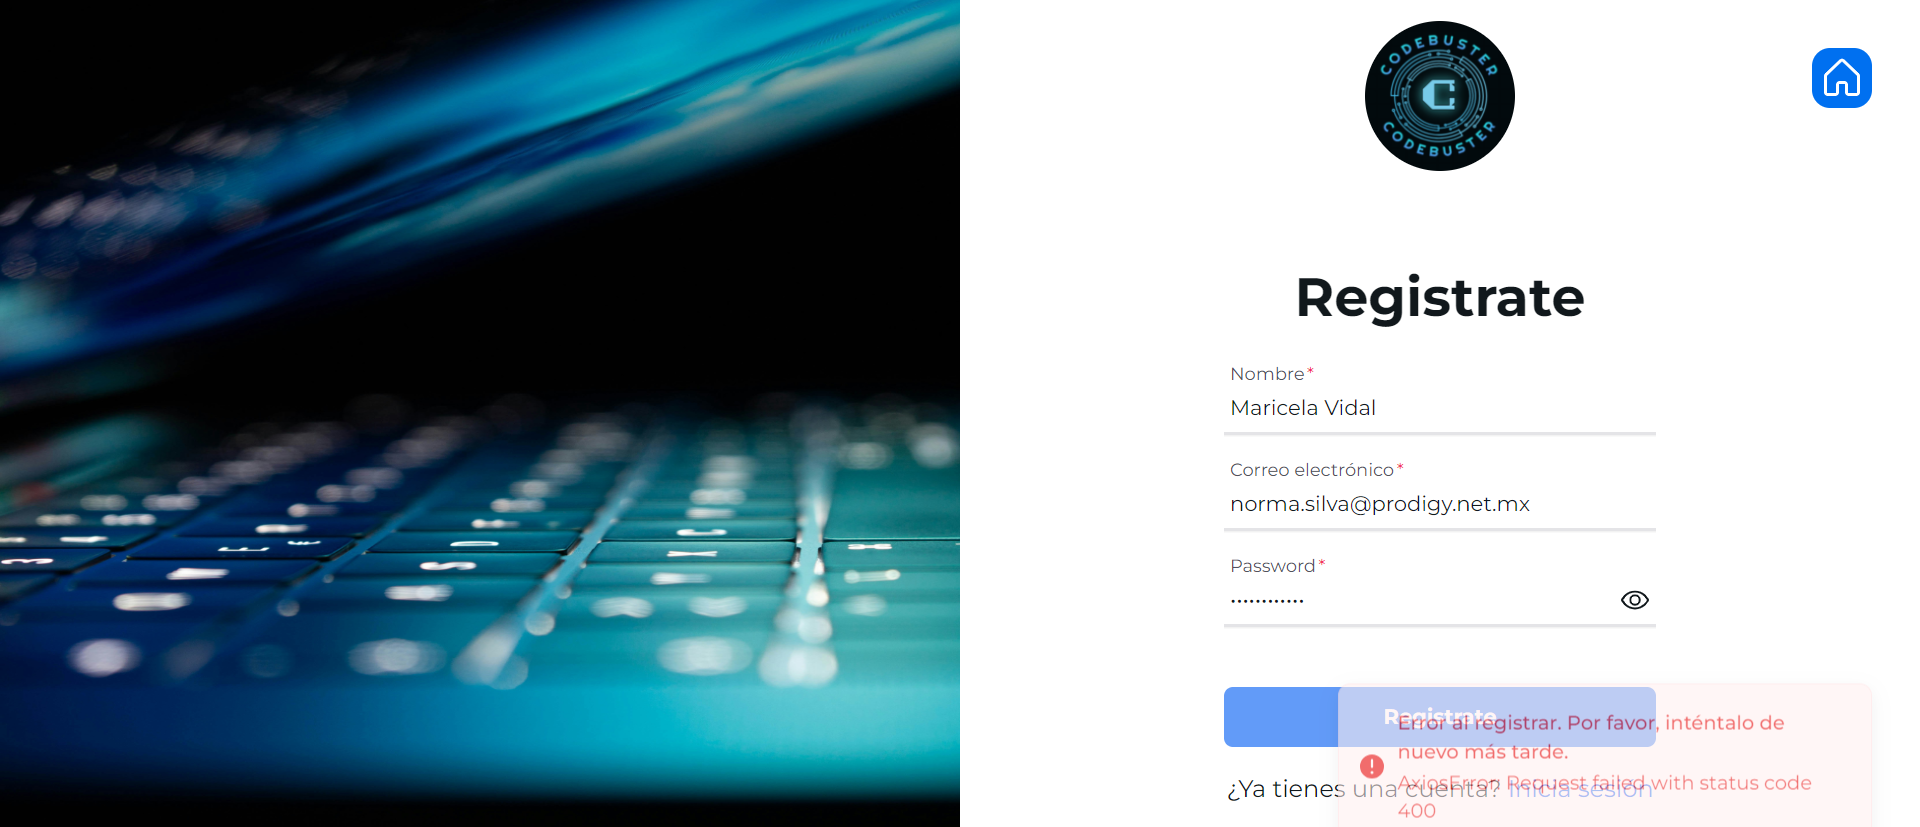 CODEBUSTER
C
CODEBUSTER
Registrate
Nombre*
Maricela Vidal
Correo electrónico*
norma.silva@prodigy.net.mx
Password*
••••••••••••
Registrate
Error al registrar. Por favor, inténtalo de
nuevo más tarde.
AxiosError: Request failed with status code
400
¿Ya tienes una cuenta? Inicia sesión